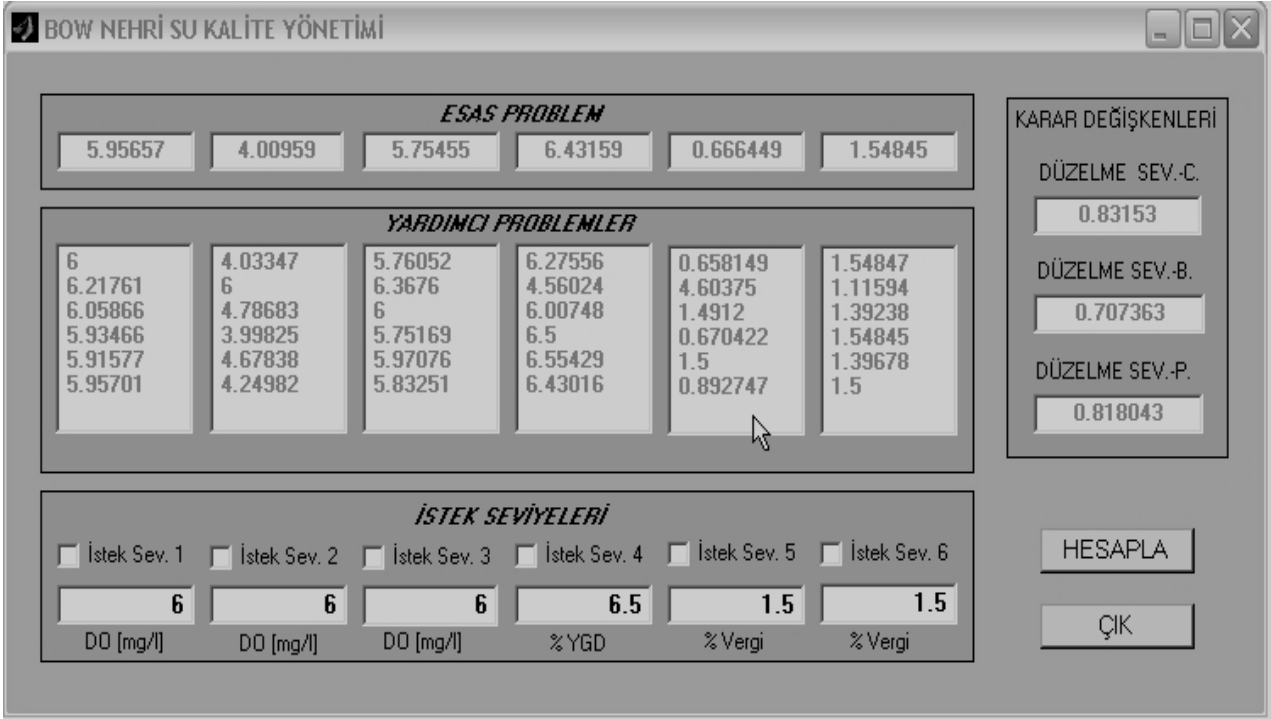 BOW NEHRİ SU KALİTE YÖNETİMİ
ESAS PROBLEM
5.95657 4.00959 5.75455 6.43159 0.666449 1.54845
YARDIMCI PROBLEMLER
6 4.03347 5.76052 6.27556 0.658149 1.54847
6.21761 6 6.3676 4.56024 4.60375 1.11594
6.05866 4.78683 6 6.00748 1.4912 1.39238
5.93466 3.99825 5.75169 6.5 0.670422 1.54845
5.91577 4.67838 5.97076 6.55429 1.5 1.39678
5.95701 4.24982 5.83251 6.43016 0.892747 1.5
İSTEK SEVİYELERİ
İstek Sev. 1 İstek Sev. 2 İstek Sev. 3 İstek Sev. 4 İstek Sev. 5 İstek Sev. 6
6 6 6 6.5 1.5 1.5
DO [mg/l] DO [mg/l] DO [mg/l] % YGD % Vergi % Vergi
KARAR DEĞİŞKENLERİ
DÜZELME SEV.-C.
0.83153
DÜZELME SEV.-B.
0.707363
DÜZELME SEV.-P.
0.818043
HESAPLA
ÇIK